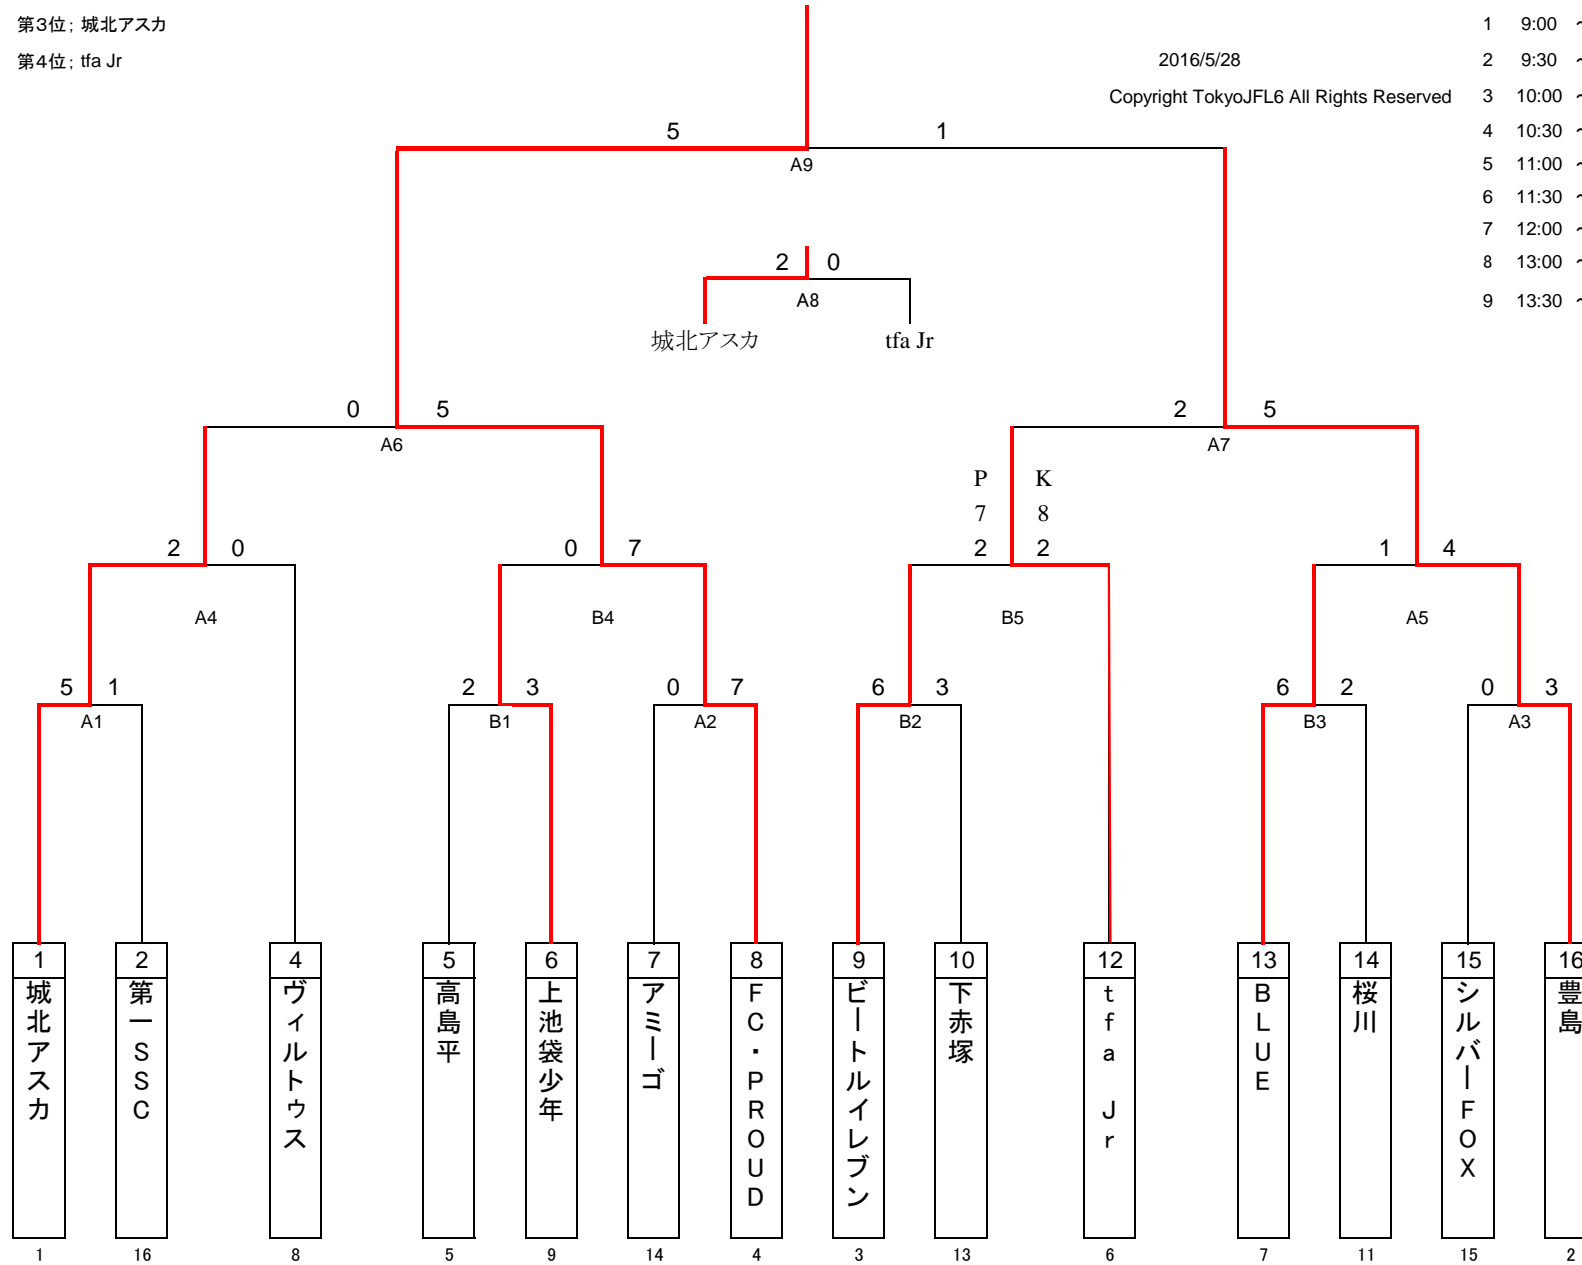 第3位; 城北アスカ
第4位; tfa Jr
2016/5/28
Copyright TokyoJFL6 All Rights Reserved
1 9:00 ~
2 9:30 ~
3 10:00 ~
4 10:30 ~
5 11:00 ~
6 11:30 ~
7 12:00 ~
8 13:00 ~
9 13:30 ~
5 1
A9
2 0
A8
城北アスカ tfa Jr
0 5 2 5
A6 A7
P K
7 8
2 0 0 7 2 2 1 4
A4 B4 B5 A5
5 1 2 3 0 7 6 3 6 2 0 3
A1 B1 A2 B2 B3 A3
1 2 4 5 6 7 8 9 10 12 13 14 15 16
城北アスカ
第一SSC
ヴィルトゥス
高島平
上池袋少年
アミーゴ
FC・PROUD
ビートルイレブン
下赤塚
tfa Jr
BLUE
桜川
シルバーFOX
豊島
1 16 8 5 9 14 4 3 13 6 7 11 15 2